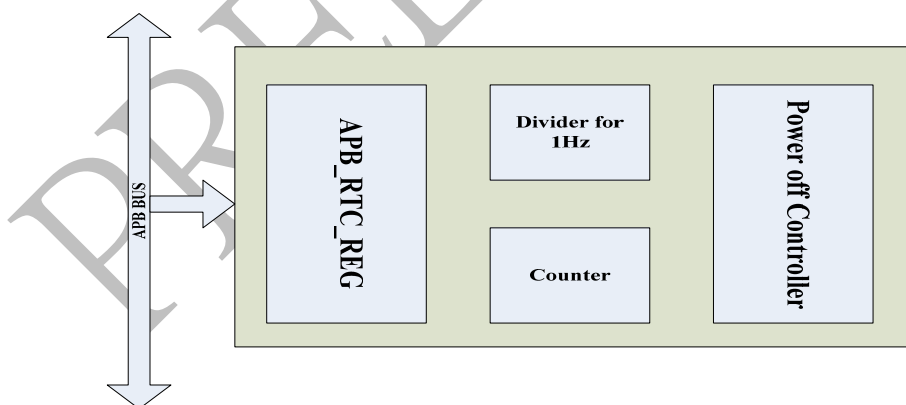 APB BUS
APB_RTC_REG
Divider for
1Hz
Counter
Power off Controller